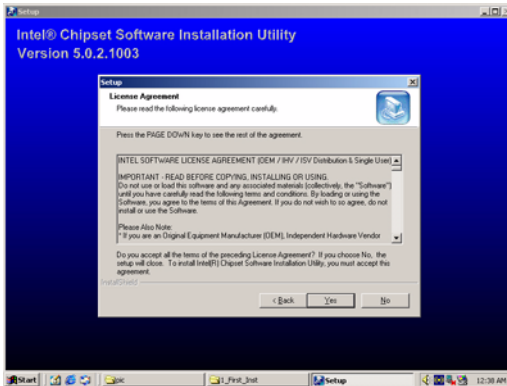 Setup
Intel® Chipset Software Installation Utility
Version 5.0.2.1003
Setup
License Agreement
Please read the following license agreement carefully.
Press the PAGE DOWN key to see the rest of the agreement.
INTEL SOFTWARE LICENSE AGREEMENT (OEM / IHV / ISV Distribution & Single User)
IMPORTANT - READ BEFORE COPYING, INSTALLING OR USING.
Do not use or load this software and any associated materials (collectively, the "Software")
until you have carefully read the following terms and conditions. By loading or using the
Software, you agree to the terms of this Agreement. If you do not wish to so agree, do not
install or use the Software.
Please Also Note:
* If you are an Original Equipment Manufacturer (OEM), Independent Hardware Vendor
Do you accept all the terms of the preceding License Agreement? If you choose No, the
setup will close. To install Intel(R) Chipset Software Installation Utility, you must accept this
agreement.
InstallShield
< Back
Yes
No
Start
pic
1_First_Inst
Setup
12:38 AM